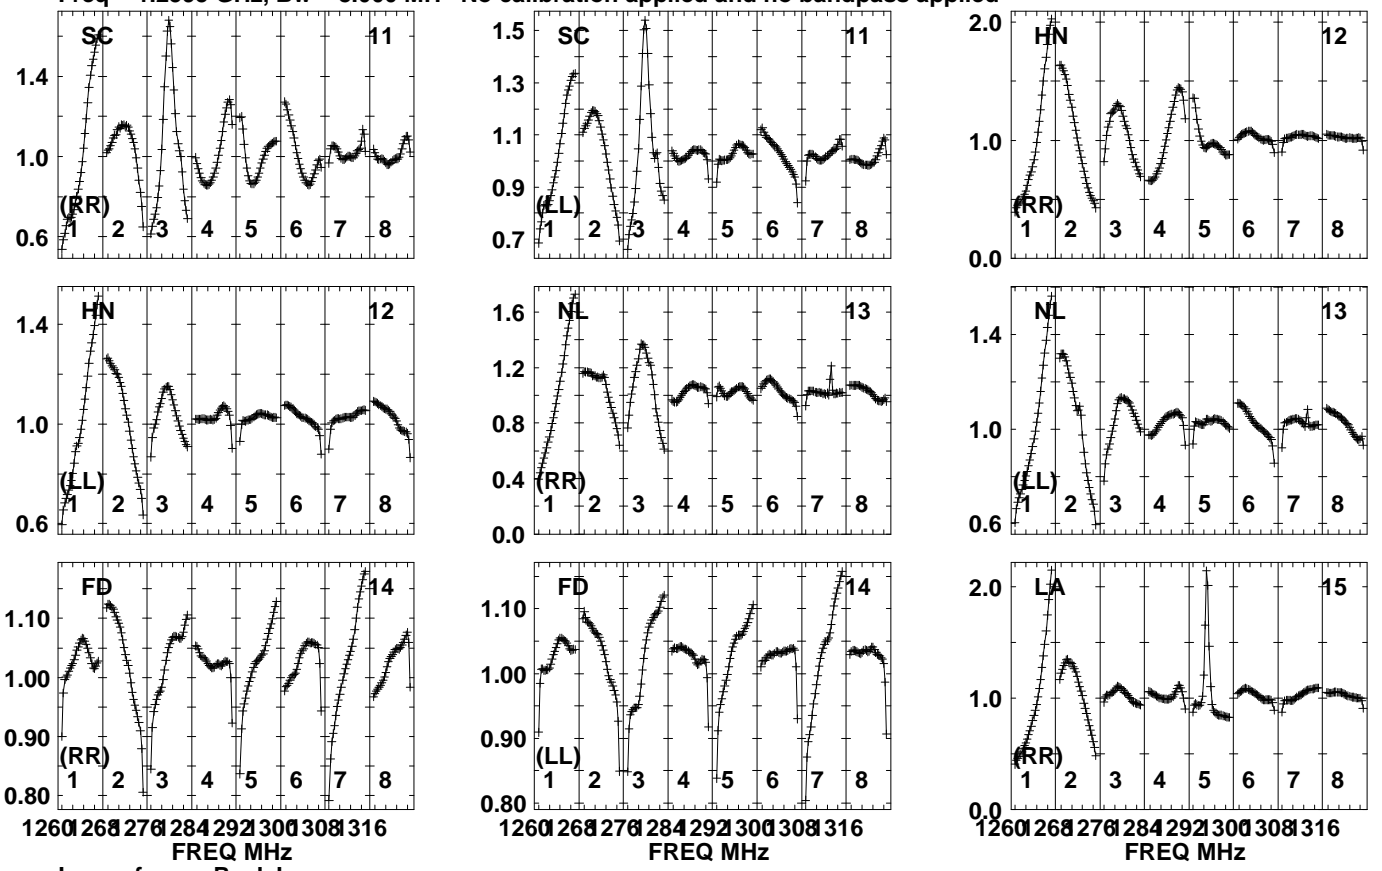 No calibration applied and no bandpass applied
SC 11 SC 11 HN 12
1.4 1.0 0.6
(RR) 1 2 3 4 5 6 7 8
1.5 1.3 1.1 0.9 0.7
(LL) 1 2 3 4 5 6 7 8
2.0 1.0 0.0
(RR) 1 2 3 4 5 6 7 8
HN 12 NL 13 NL 13
1.4 1.0 0.6
(LL) 1 2 3 4 5 6 7 8
1.6 1.2 0.8 0.4 0.0
(RR) 1 2 3 4 5 6 7 8
1.4 1.0 0.6
(LL) 1 2 3 4 5 6 7 8
FD 14 FD 14 LA 15
1.10 1.00 0.90 0.80
(RR) 1 2 3 4 5 6 7 8
1.10 1.00 0.90 0.80
(LL) 1 2 3 4 5 6 7 8
2.0 1.0 0.0
(RR) 1 2 3 4 5 6 7 8
1260 1268 1276 1284 1292 1300 1308 1316
FREQ MHz
1260 1268 1276 1284 1292 1300 1308 1316
FREQ MHz
1260 1268 1276 1284 1292 1300 1308 1316
FREQ MHz